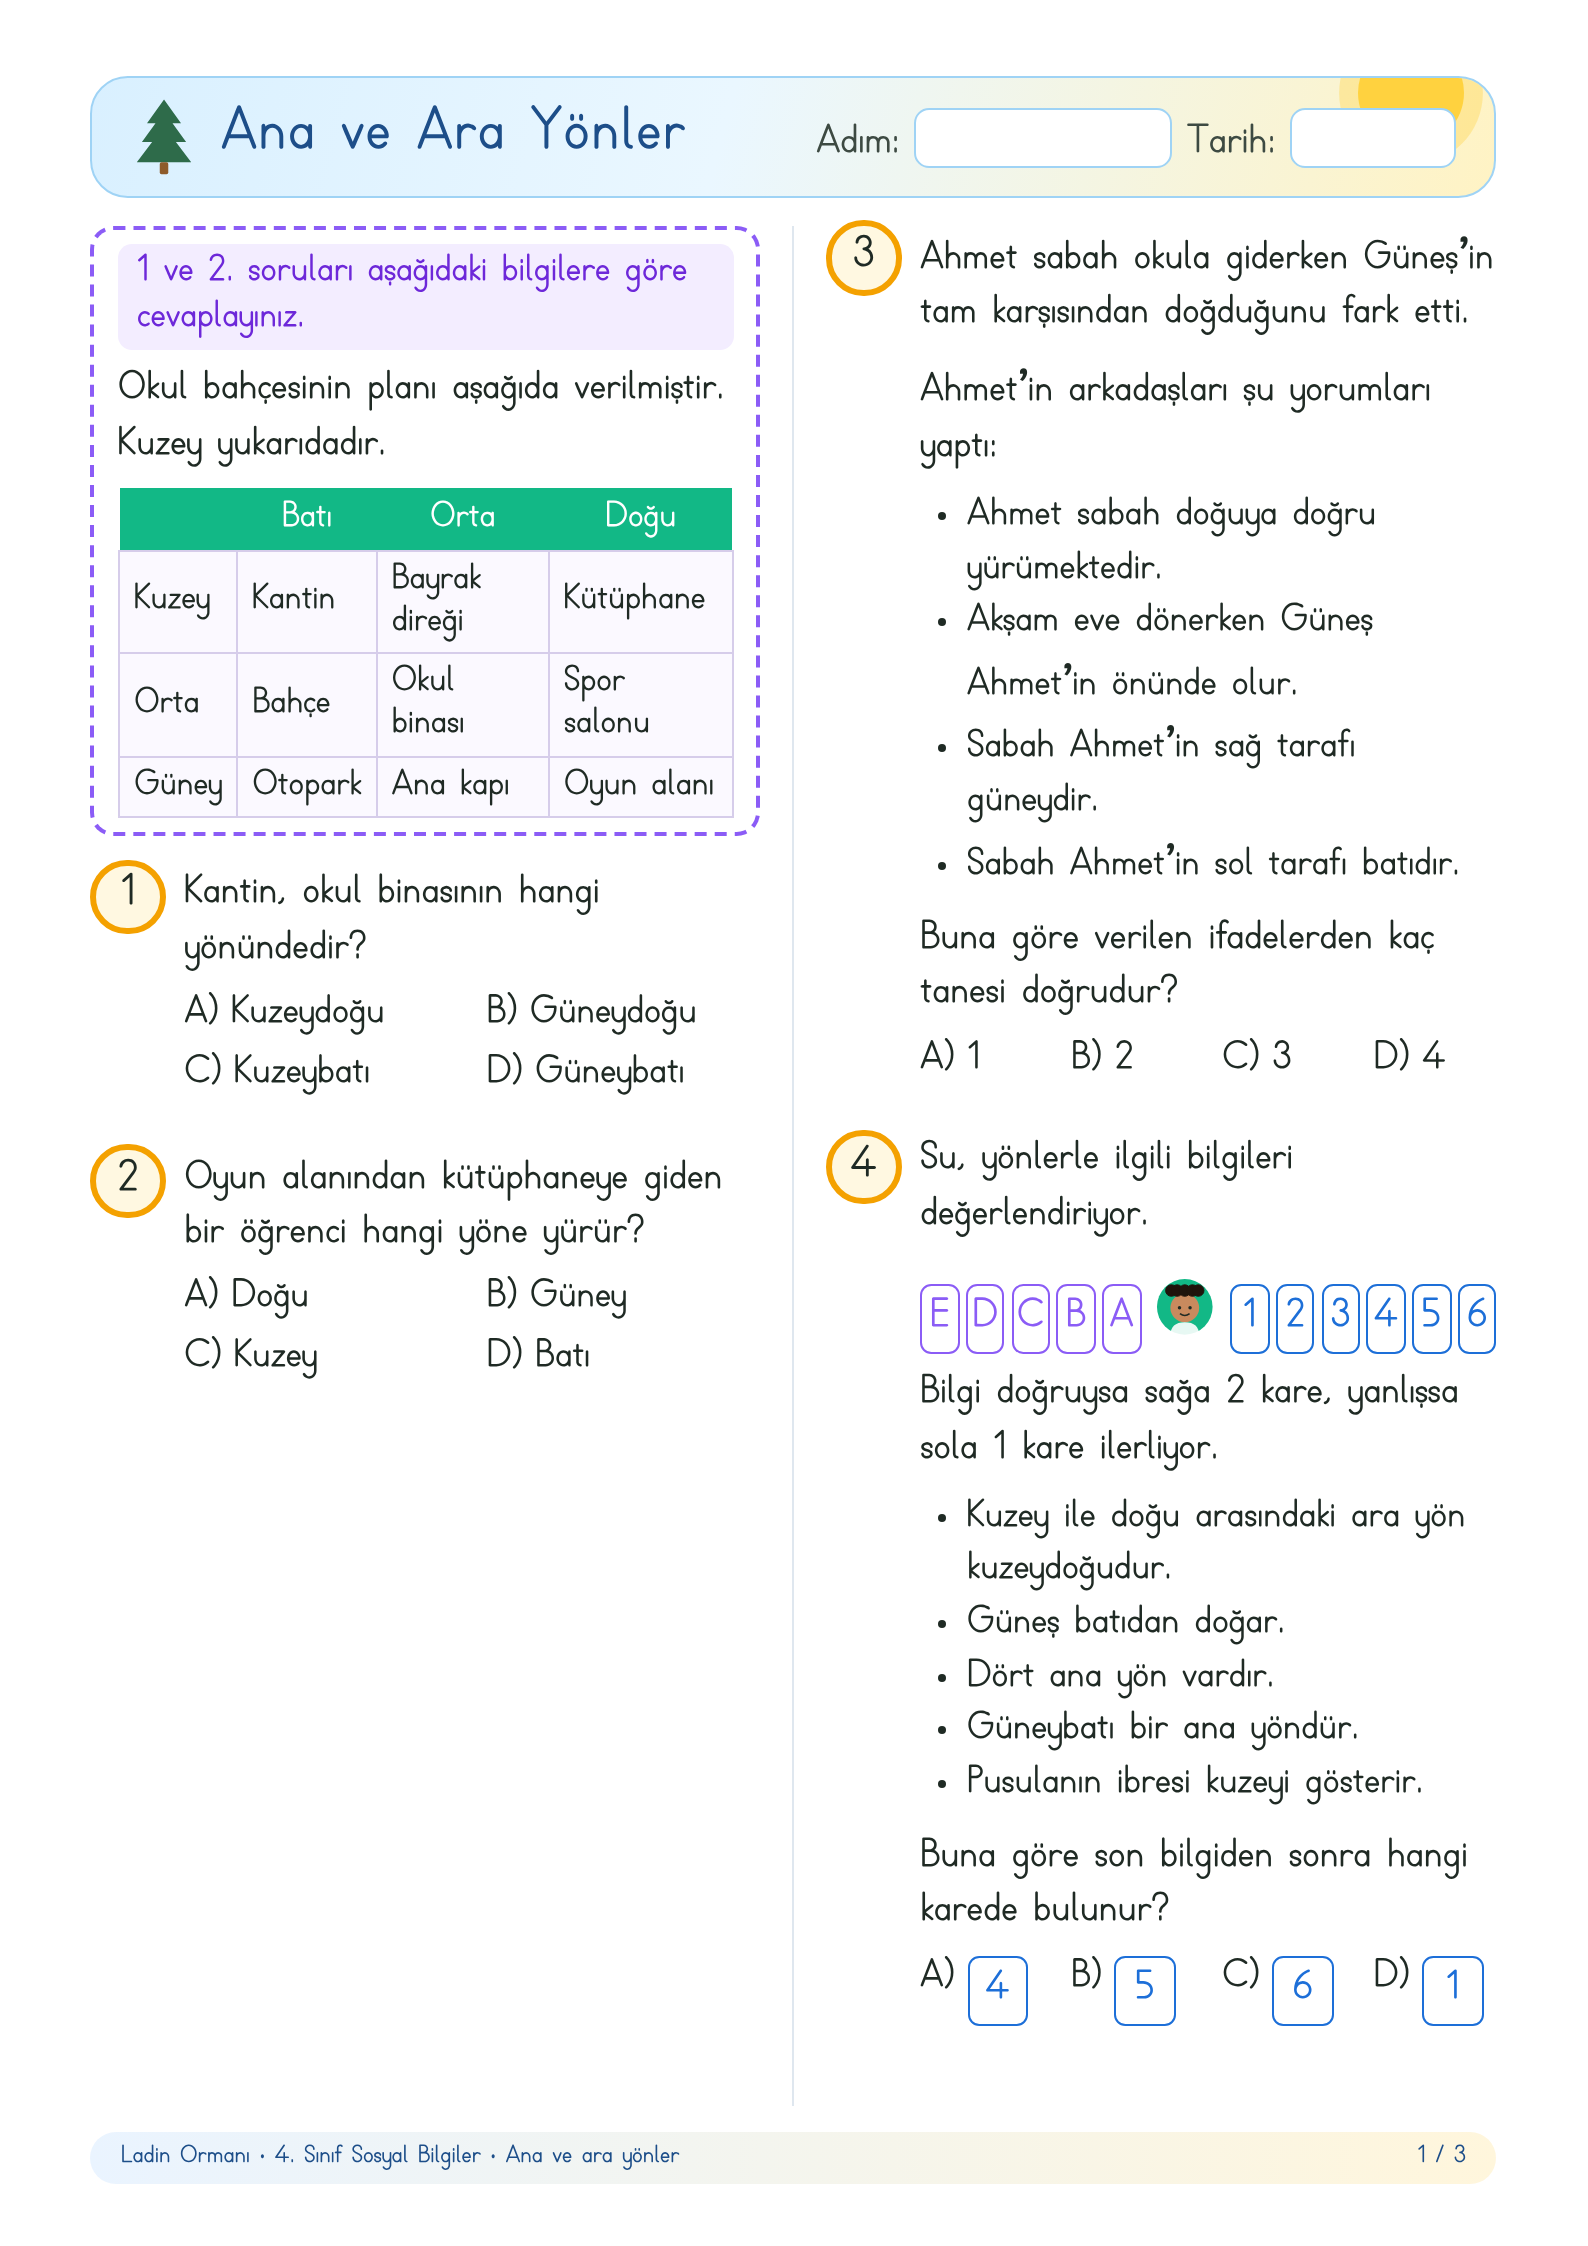 Ana ve Ara Yönler
Adım:
Tarih:
1 ve 2. soruları aşağıdaki bilgilere göre
cevaplayınız.
Okul bahçesinin planı aşağıda verilmiştir.
Kuzey yukarıdadır.
Batı Orta Doğu
Kuzey Kantin Bayrak direği Kütüphane
Orta Bahçe Okul binası Spor salonu
Güney Otopark Ana kapı Oyun alanı
1 Kantin, okul binasının hangi
yönündedir?
A) Kuzeydoğu B) Güneydoğu
C) Kuzeybatı D) Güneybatı
2 Oyun alanından kütüphaneye giden
bir öğrenci hangi yöne yürür?
A) Doğu B) Güney
C) Kuzey D) Batı
3 Ahmet sabah okula giderken Güneş’in
tam karşısından doğduğunu fark etti.
Ahmet’in arkadaşları şu yorumları
yaptı:
• Ahmet sabah doğuya doğru
yürümektedir.
• Akşam eve dönerken Güneş
Ahmet’in önünde olur.
• Sabah Ahmet’in sağ tarafı
güneydir.
• Sabah Ahmet’in sol tarafı batıdır.
Buna göre verilen ifadelerden kaç
tanesi doğrudur?
A) 1 B) 2 C) 3 D) 4
4 Su, yönlerle ilgili bilgileri
değerlendiriyor.
E D C B A 1 2 3 4 5 6
Bilgi doğruysa sağa 2 kare, yanlışsa
sola 1 kare ilerliyor.
• Kuzey ile doğu arasındaki ara yön
kuzeydoğudur.
• Güneş batıdan doğar.
• Dört ana yön vardır.
• Güneybatı bir ana yöndür.
• Pusulanın ibresi kuzeyi gösterir.
Buna göre son bilgiden sonra hangi
karede bulunur?
A) 4 B) 5 C) 6 D) 1
Ladin Ormanı • 4. Sınıf Sosyal Bilgiler • Ana ve ara yönler
1 / 3